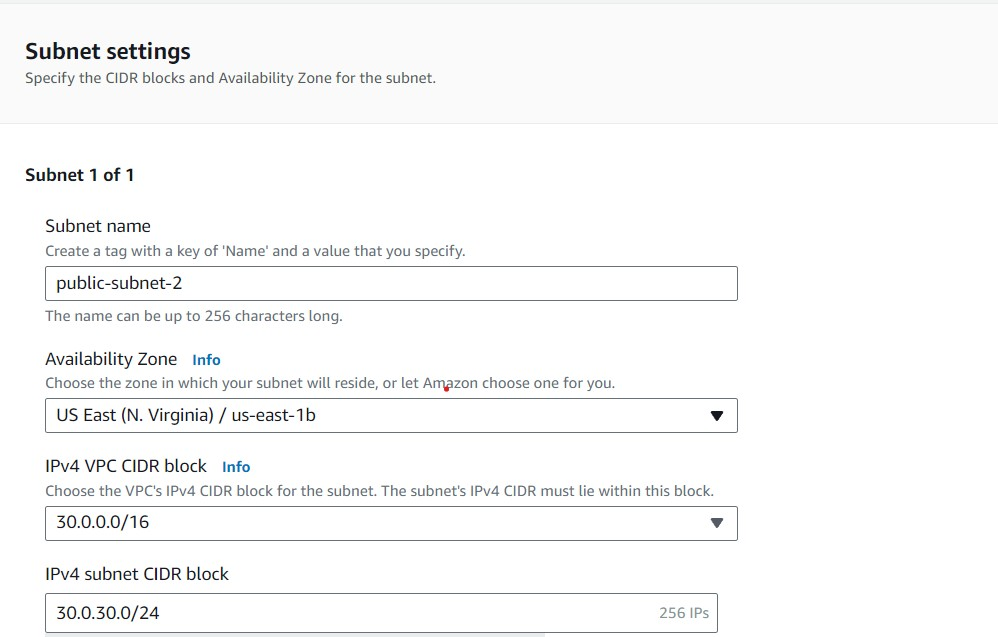 Subnet settings
Specify the CIDR blocks and Availability Zone for the subnet.
Subnet 1 of 1
Subnet name
Create a tag with a key of 'Name' and a value that you specify.
public-subnet-2
The name can be up to 256 characters long.
Availability Zone Info
Choose the zone in which your subnet will reside, or let Amazon choose one for you.
US East (N. Virginia) / us-east-1b
IPv4 VPC CIDR block Info
Choose the VPC's IPv4 CIDR block for the subnet. The subnet's IPv4 CIDR must lie within this block.
30.0.0.0/16
IPv4 subnet CIDR block
30.0.30.0/24 256 IPs